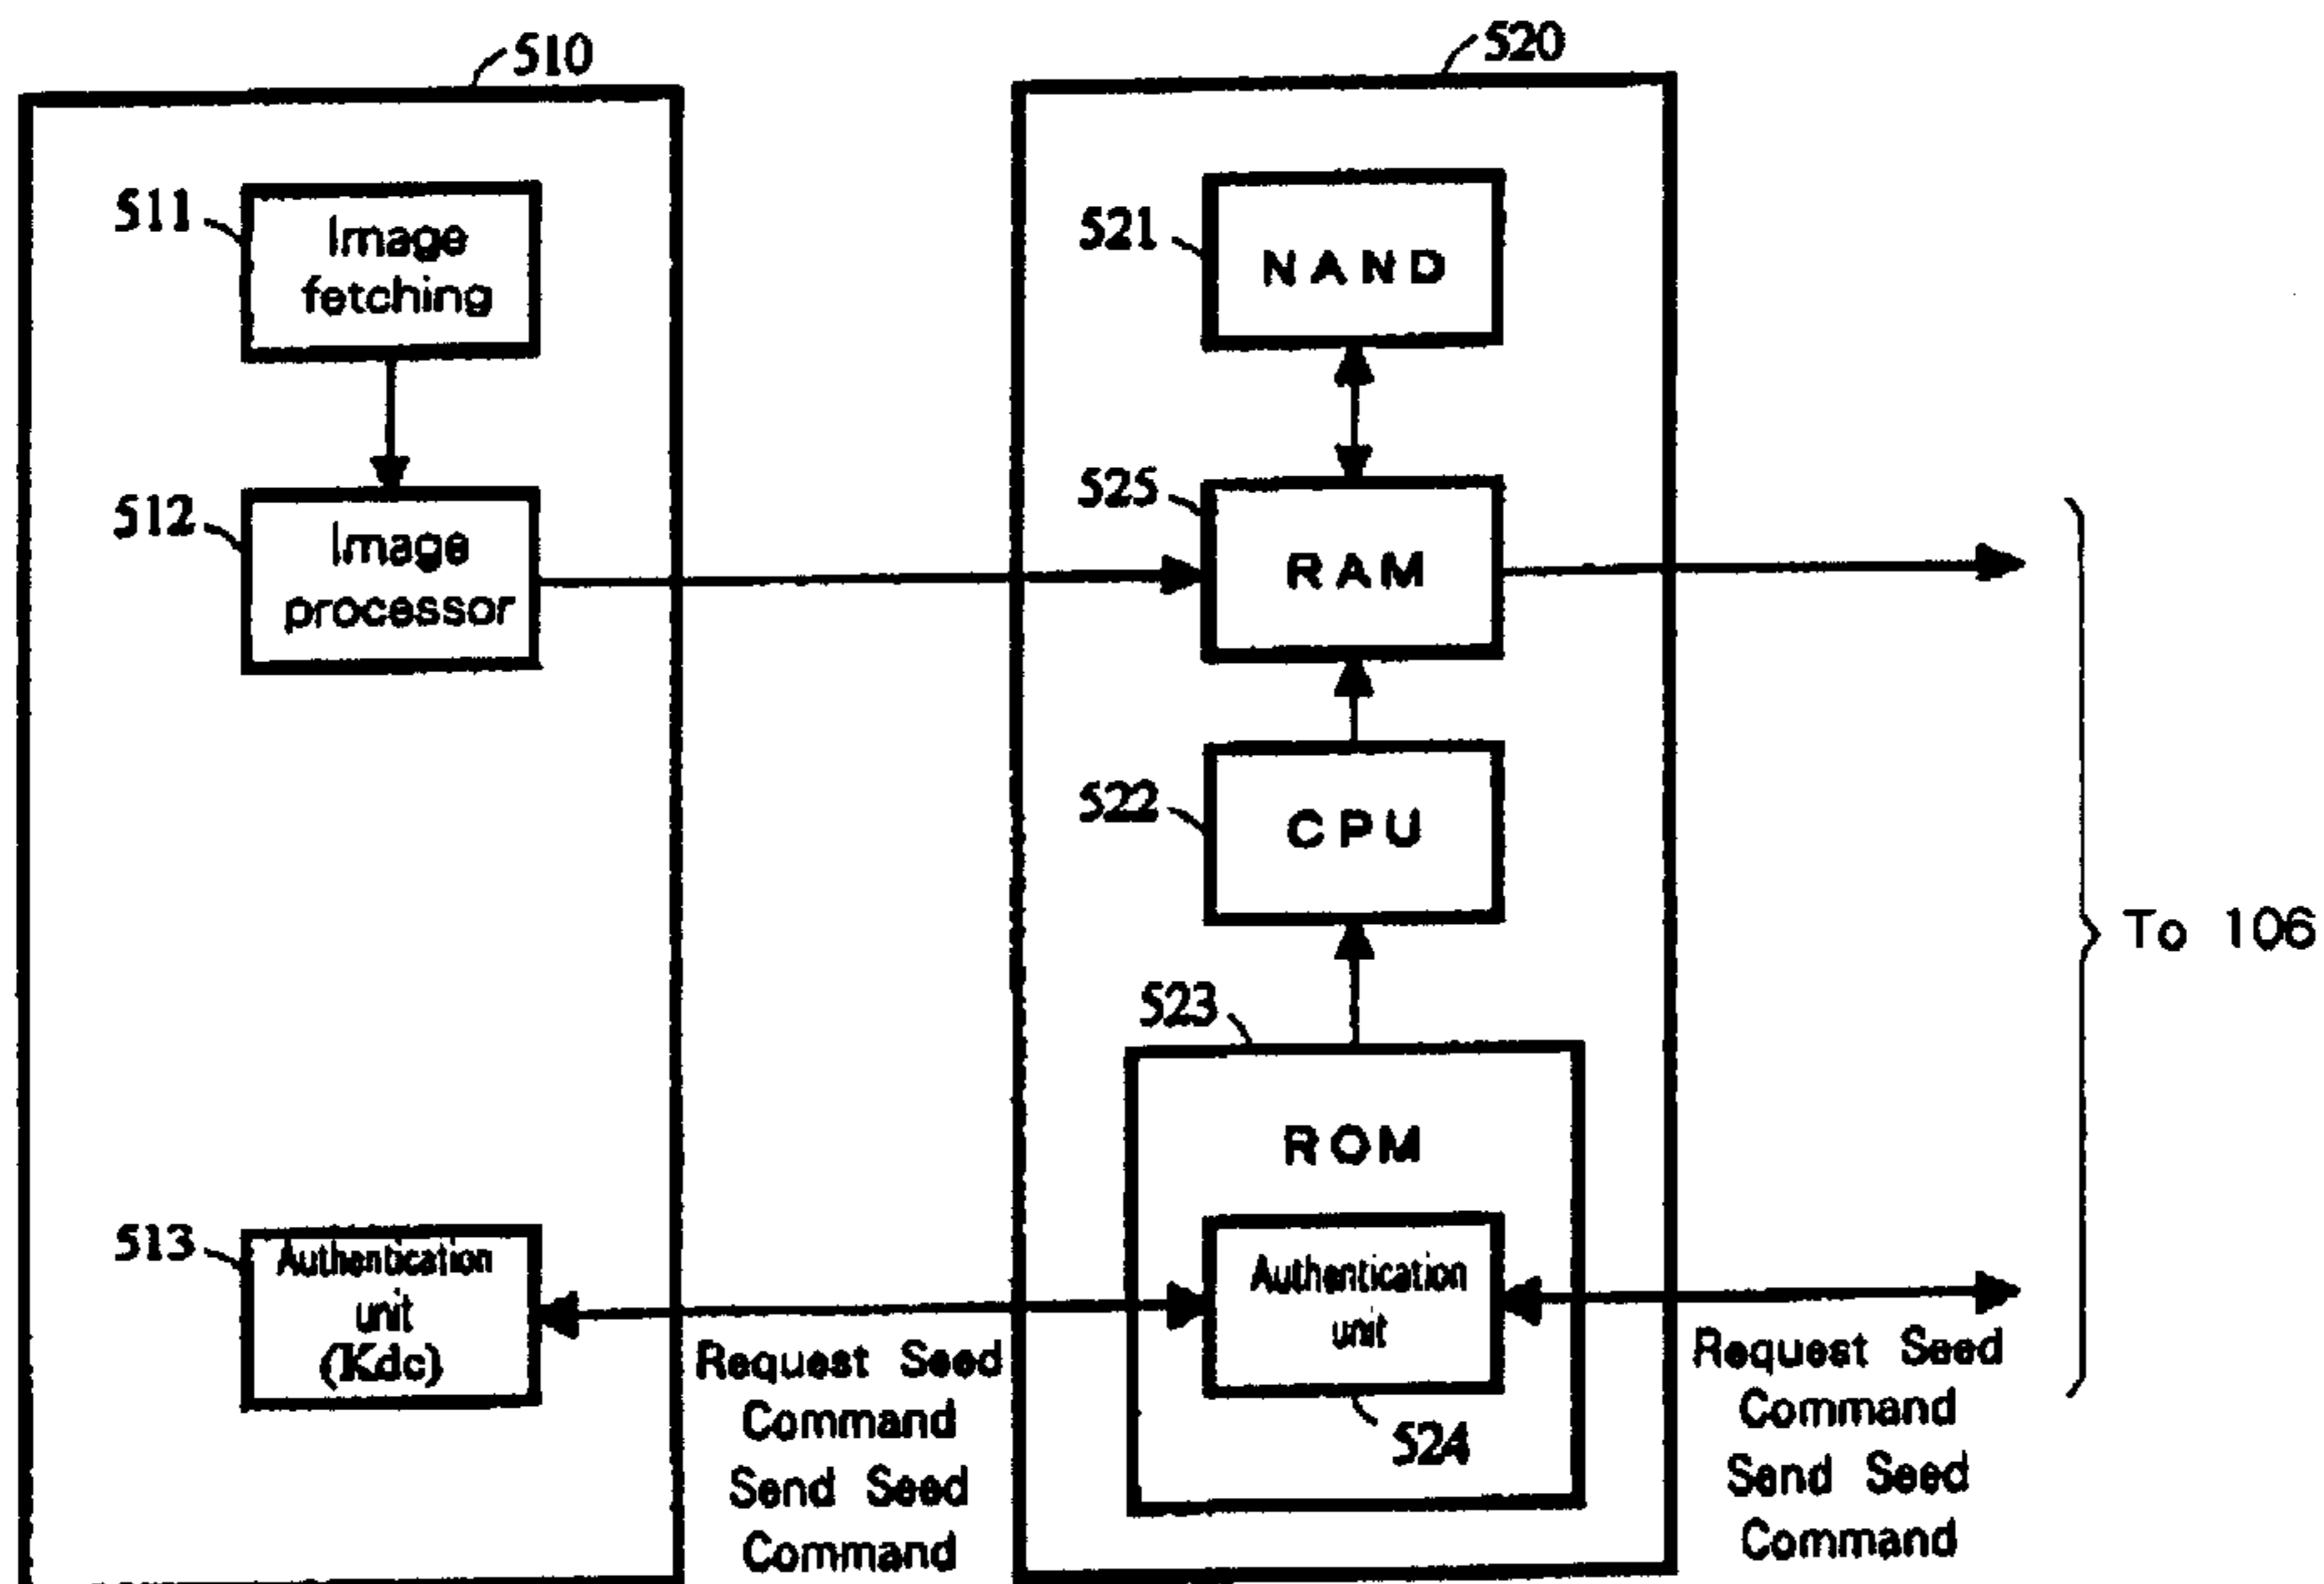 510
520
511
Image
fetching
521
NAND
512
Image
processor
525
RAM
522
CPU
To 106
523
ROM
513
Authentication
unit
(Kdc)
Authentication
unit
524
Request Seed
Command
Send Seed
Command
Request Seed
Command
Send Seed
Command